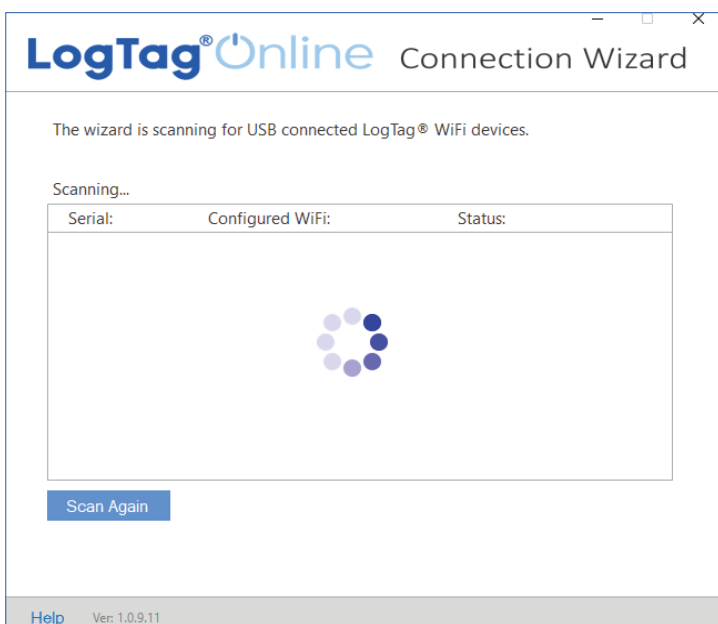 LogTag® Online Connection Wizard
The wizard is scanning for USB connected LogTag® WiFi devices.
Scanning...
Serial: Configured WiFi: Status:
Scan Again
Help Ver: 1.0.9.11